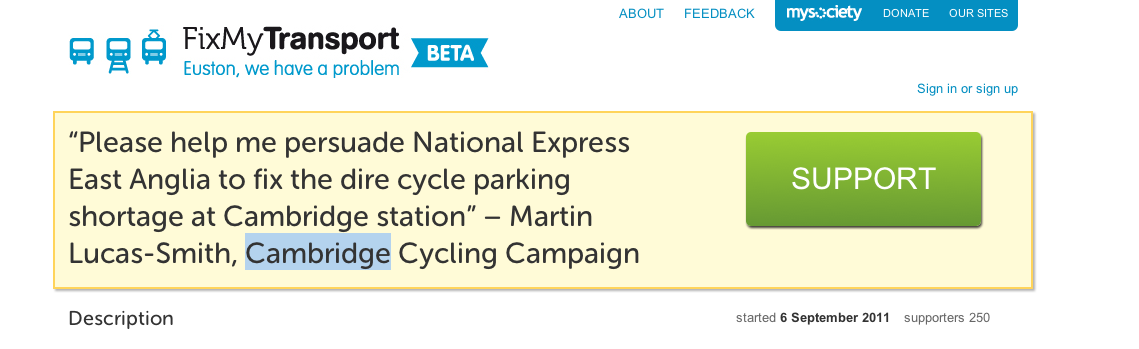 ABOUT FEEDBACK mysociety DONATE OUR SITES
FixMyTransport BETA
Euston, we have a problem
Sign in or sign up
“Please help me persuade National Express
East Anglia to fix the dire cycle parking
shortage at Cambridge station” – Martin
Lucas-Smith, Cambridge Cycling Campaign
SUPPORT
Description
started 6 September 2011 supporters 250